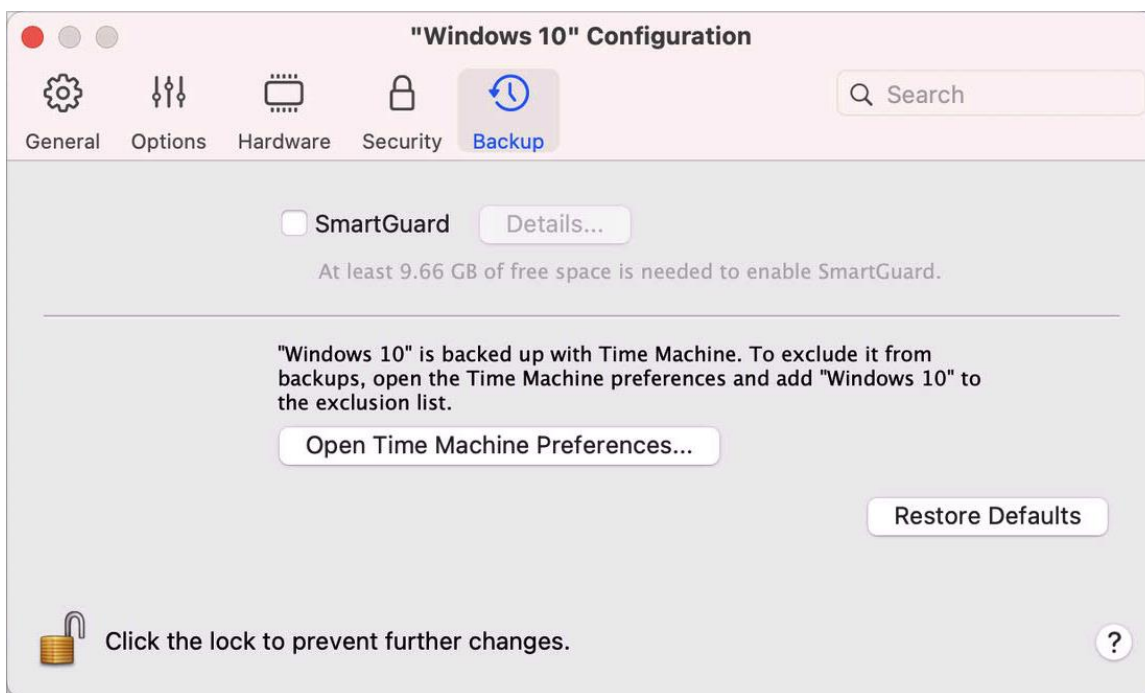 "Windows 10" Configuration
General Options Hardware Security Backup
Search
SmartGuard Details...
At least 9.66 GB of free space is needed to enable SmartGuard.
"Windows 10" is backed up with Time Machine. To exclude it from
backups, open the Time Machine preferences and add "Windows 10" to
the exclusion list.
Open Time Machine Preferences...
Restore Defaults
Click the lock to prevent further changes.
?